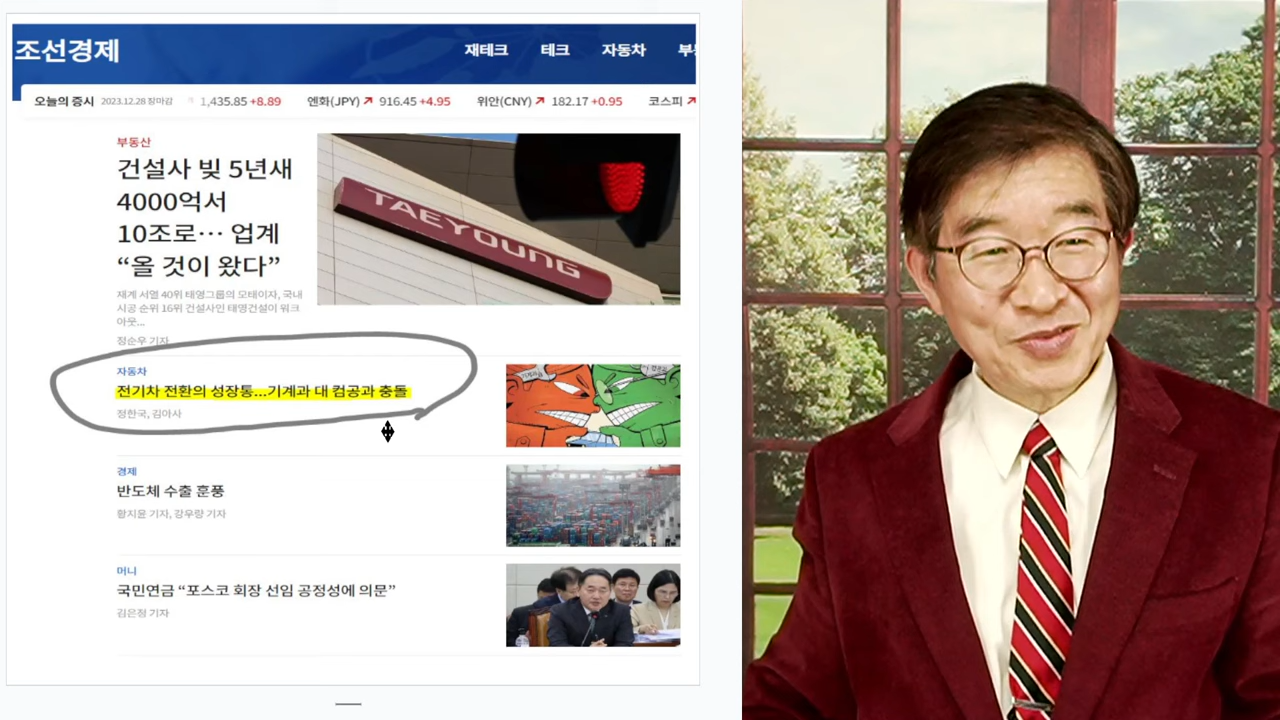 조선경제
재테크 테크 자동차
오늘의 증시 2023.12.28 장마감 1,435.85 +8.89 엔화(JPY) 916.45 +4.95 위안(CNY) 182.17 +0.95 코스피
부동산
건설사 빚 5년새
4000억서
10조로… 업계
“올 것이 왔다”
재계 서열 40위 태영그룹의 모태이자, 국내
시공 순위 16위 건설사인 태영건설이 워크
아웃...
정순우 기자
TAEYOUNG
자동차
전기차 전환의 성장통...기계과 대 컴공과 충돌
정한국, 김아사
경제
반도체 수출 훈풍
황지윤 기자, 강우량 기자
머니
국민연금 “포스코 회장 선임 공정성에 의문”
김은정 기자